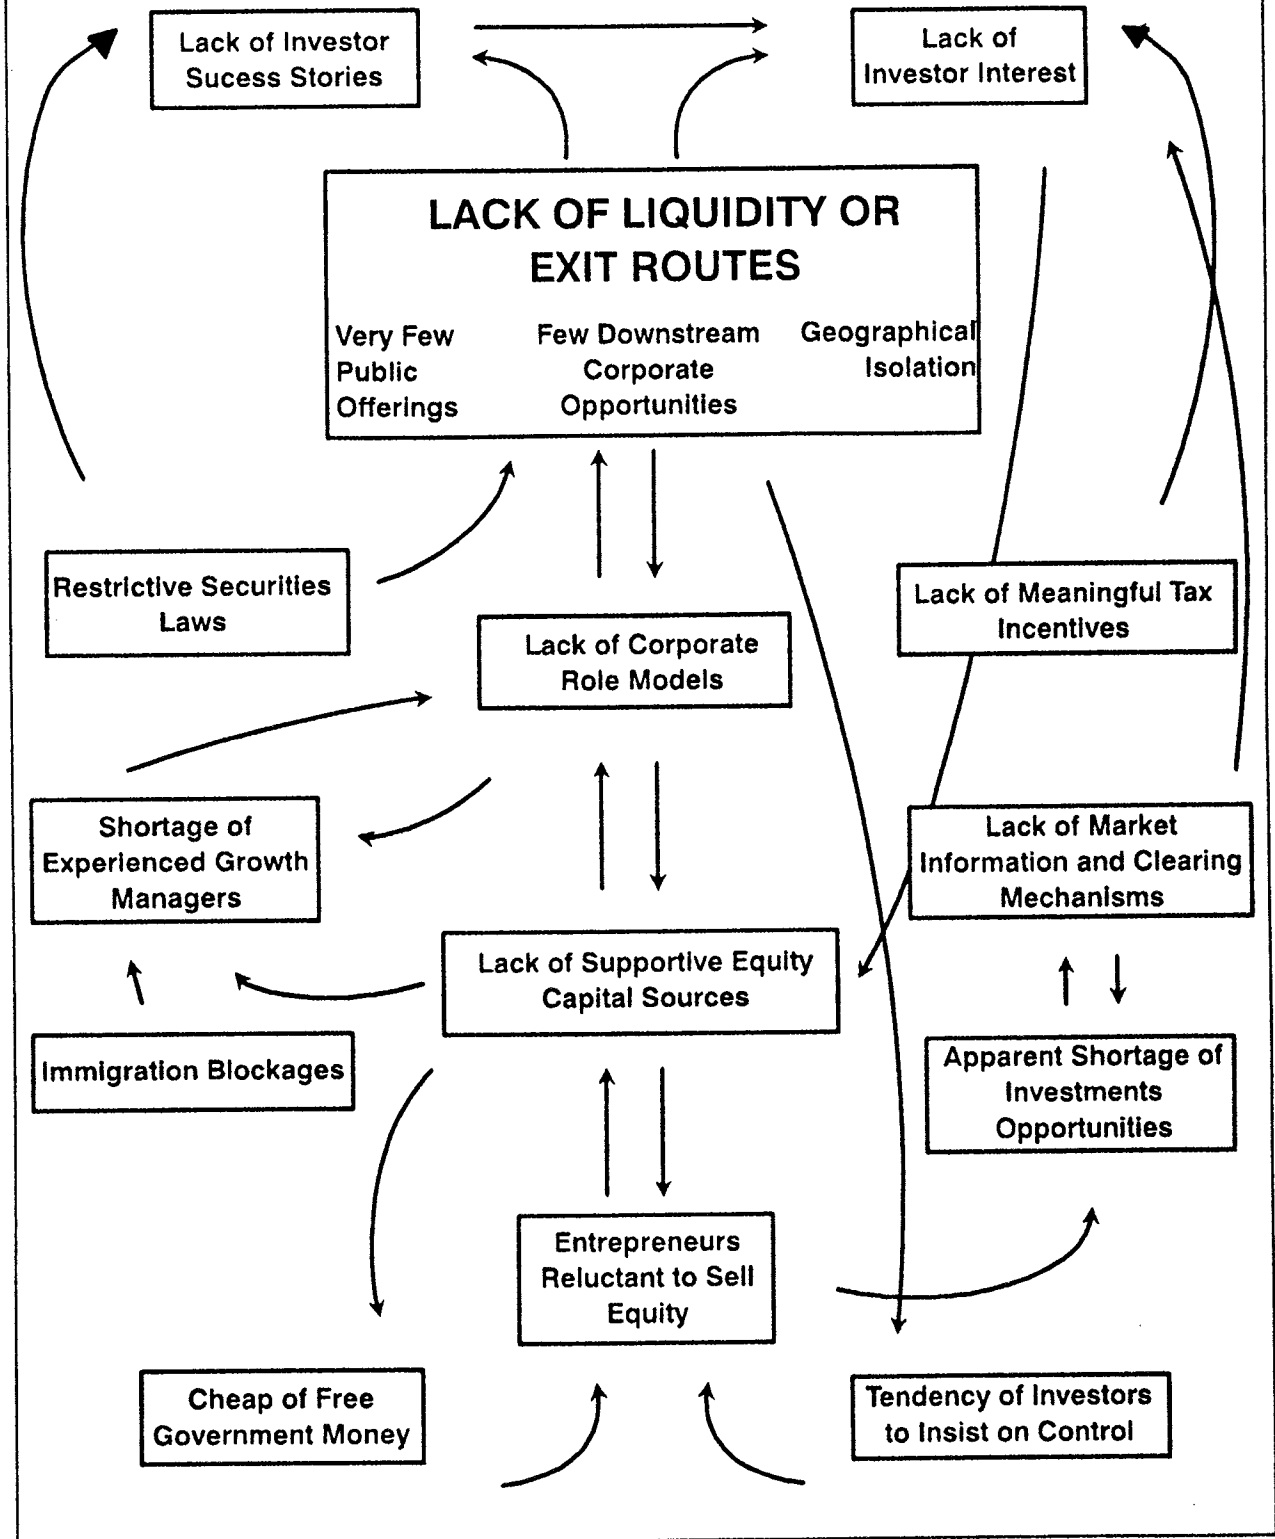 Lack of Investor
Sucess Stories
Lack of
Investor Interest
LACK OF LIQUIDITY OR
EXIT ROUTES
Very Few
Public
Offerings
Few Downstream
Corporate
Opportunities
Geographical
Isolation
Restrictive Securities
Laws
Lack of Meaningful Tax
Incentives
Lack of Corporate
Role Models
Shortage of
Experienced Growth
Managers
Lack of Market
Information and Clearing
Mechanisms
Lack of Supportive Equity
Capital Sources
Immigration Blockages
Apparent Shortage of
Investments
Opportunities
Entrepreneurs
Reluctant to Sell
Equity
Cheap of Free
Government Money
Tendency of Investors
to Insist on Control